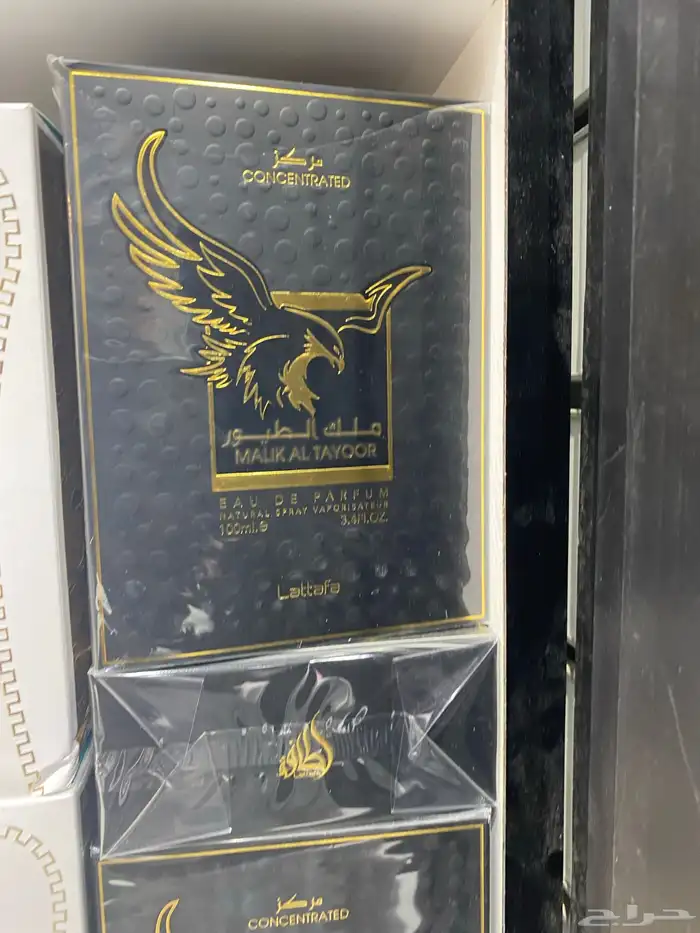 مركز
CONCENTRATED
ملك الطيور
MALIK AL TAYOOR
EAU DE PARFUM
NATURAL SPRAY VAPORISATEUR
100ml.e 3.4Fl.OZ.
Lattafa
لطافة
مركز
CONCENTRATED
حراج